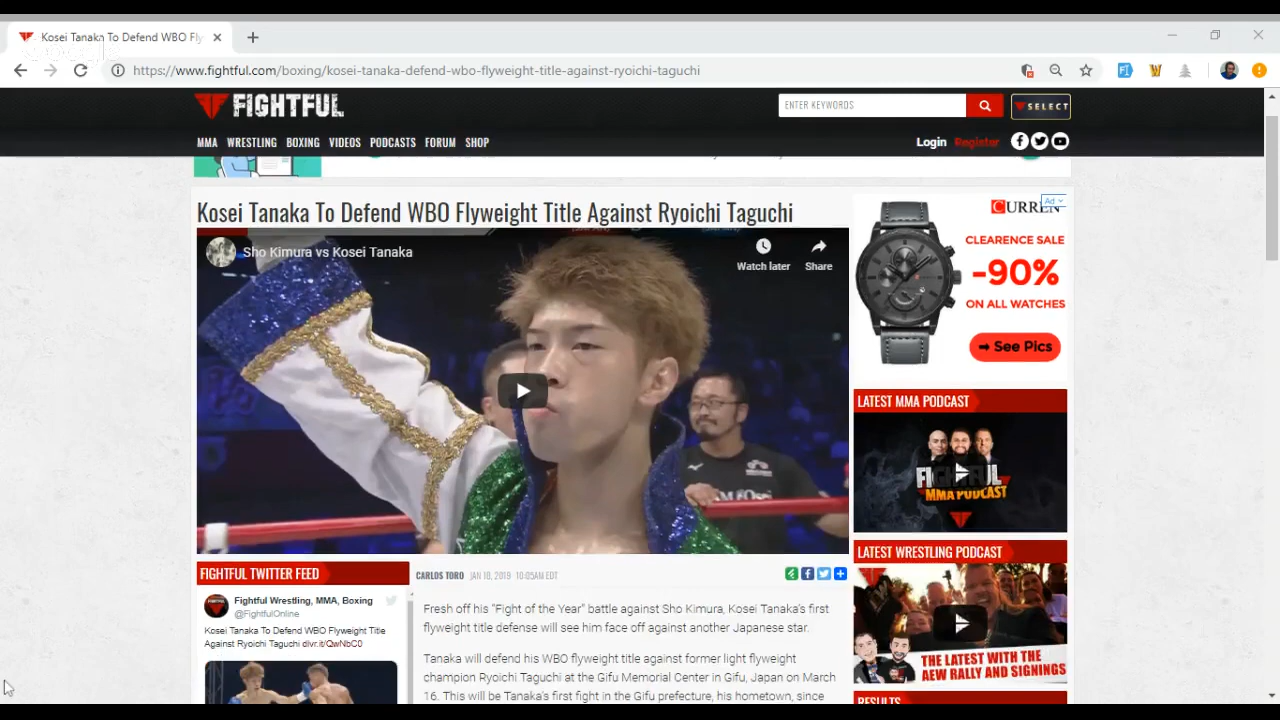 Kosei Tanaka To Defend WBO Fly
https://www.fightful.com/boxing/kosei-tanaka-defend-wbo-flyweight-title-against-ryoichi-taguchi
FIGHTFUL
ENTER KEYWORDS
SELECT
MMA WRESTLING BOXING VIDEOS PODCASTS FORUM SHOP
Login Register
Kosei Tanaka To Defend WBO Flyweight Title Against Ryoichi Taguchi
Sho Kimura vs Kosei Tanaka
Watch later
Share
Ad
CURREN
CLEARENCE SALE
-90%
ON ALL WATCHES
➞ See Pics
LATEST MMA PODCAST
FIGHTFUL
MMA PODCAST
LATEST WRESTLING PODCAST
THE LATEST WITH THE
AEW RALLY AND SIGNINGS
RESULTS
FIGHTFUL TWITTER FEED
Fightful Wrestling, MMA, Boxing
@FightfulOnline
Kosei Tanaka To Defend WBO Flyweight Title
Against Ryoichi Taguchi dlvr.it/QwNbC0
CARLOS TORO JAN 10, 2019 10:05AM EDT
Fresh off his "Fight of the Year" battle against Sho Kimura, Kosei Tanaka's first
flyweight title defense will see him face off against another Japanese star.
Tanaka will defend his WBO flyweight title against former light flyweight
champion Ryoichi Taguchi at the Gifu Memorial Center in Gifu, Japan on March
16. This will be Tanaka's first fight in the Gifu prefecture, his hometown, since